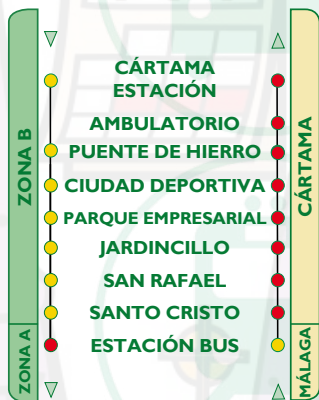 ZONA B
ZONA A
CÁRTAMA
ESTACIÓN
AMBULATORIO
PUENTE DE HIERRO
CIUDAD DEPORTIVA
PARQUE EMPRESARIAL
JARDINCILLO
SAN RAFAEL
SANTO CRISTO
ESTACIÓN BUS
CÁRTAMA
MÁLAGA